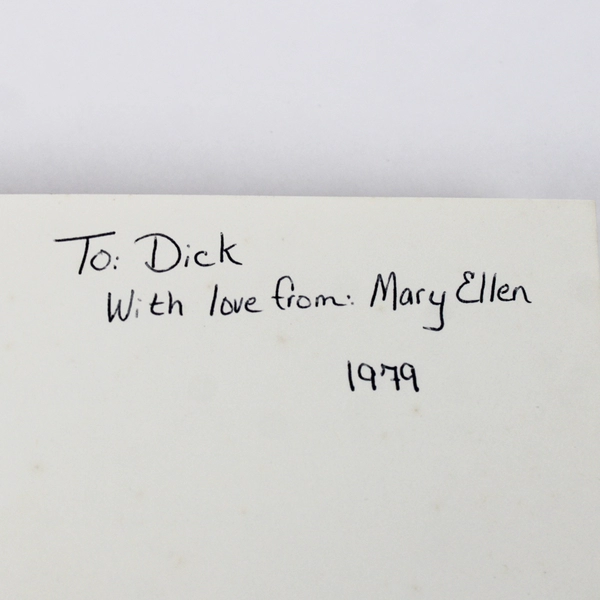 To: Dick
With love from: Mary Ellen
1979